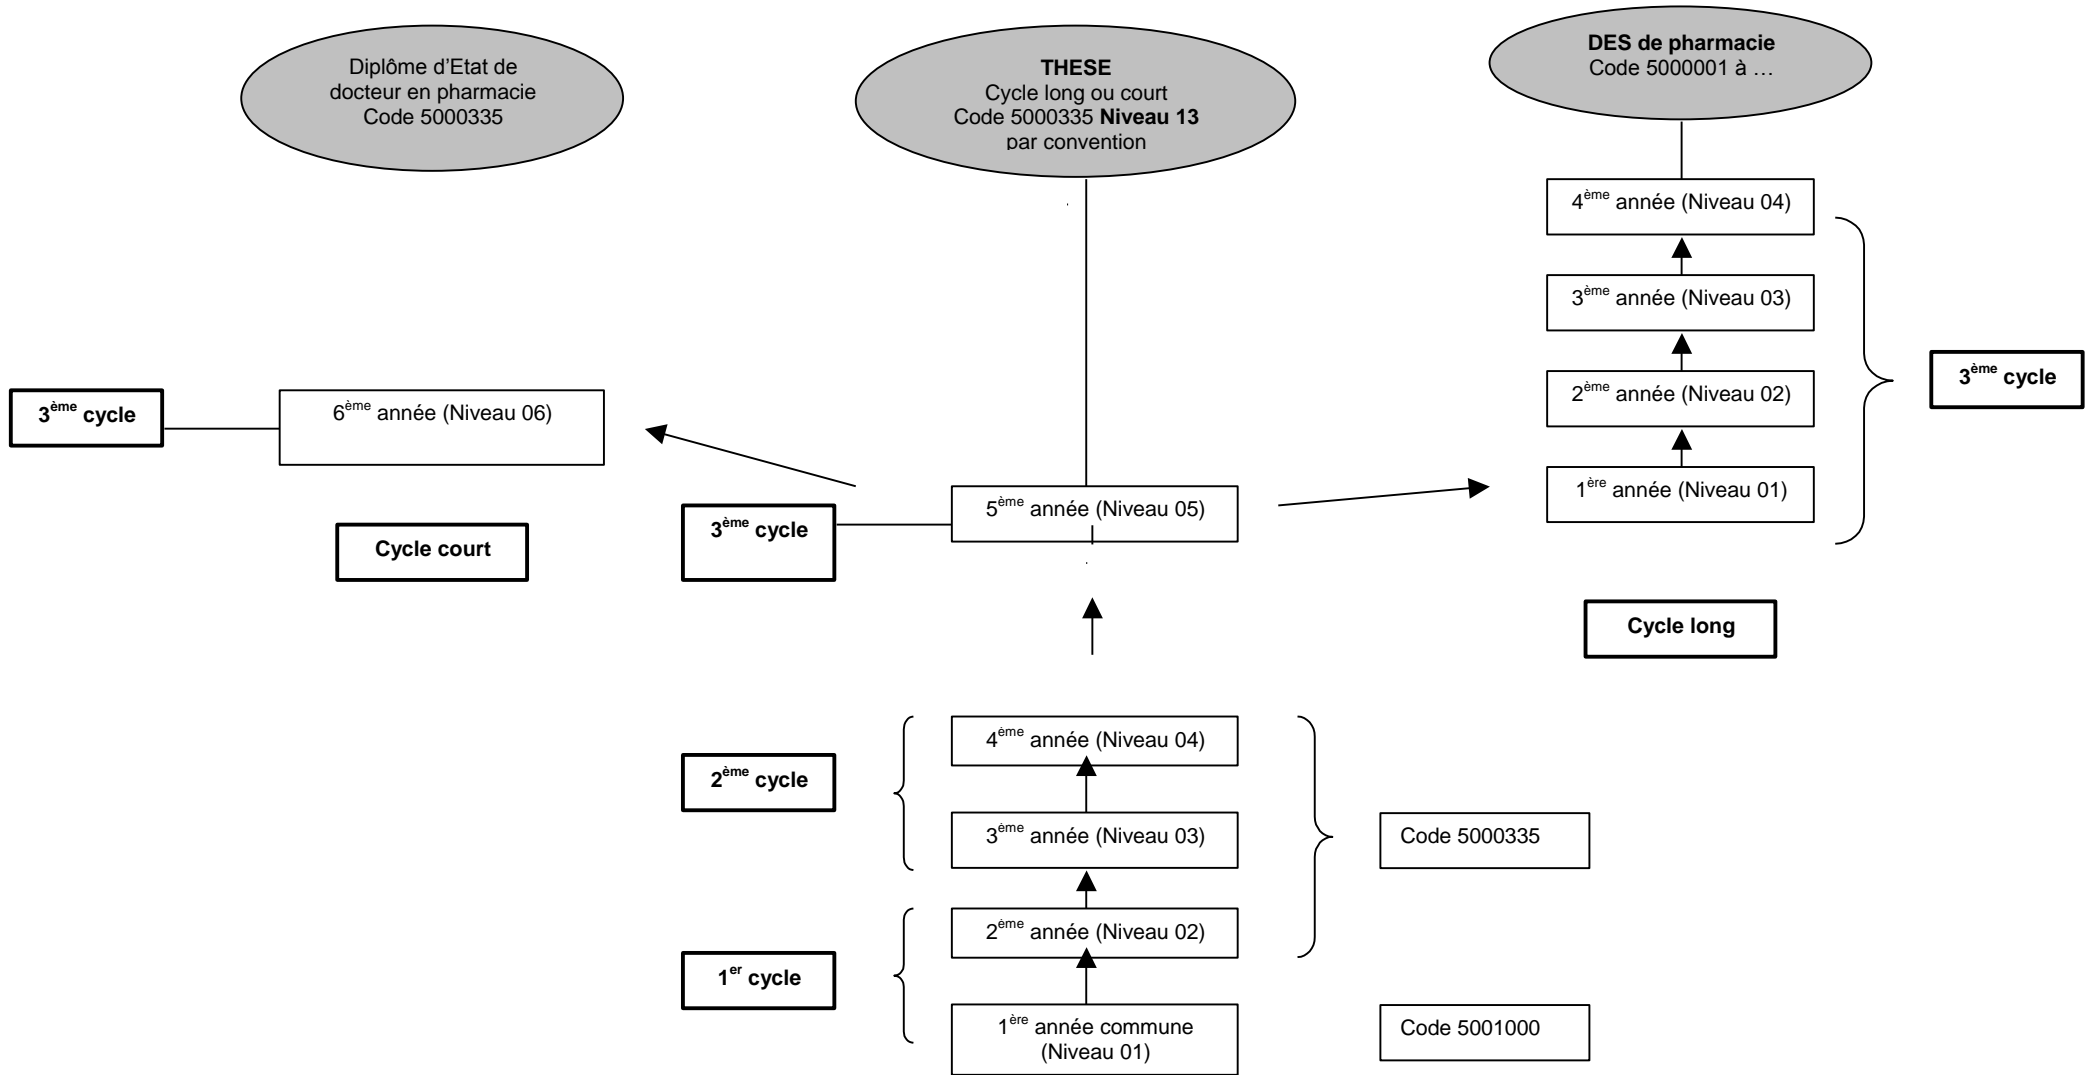 Diplôme d’Etat de
docteur en pharmacie
Code 5000335
THESE
Cycle long ou court
Code 5000335 Niveau 13
par convention
DES de pharmacie
Code 5000001 à …
4ème année (Niveau 04)
3ème année (Niveau 03)
2ème année (Niveau 02)
1ère année (Niveau 01)
3ème cycle
Cycle long
3ème cycle
6ème année (Niveau 06)
Cycle court
3ème cycle
5ème année (Niveau 05)
2ème cycle
4ème année (Niveau 04)
3ème année (Niveau 03)
Code 5000335
2ème année (Niveau 02)
1er cycle
1ère année commune
(Niveau 01)
Code 5001000